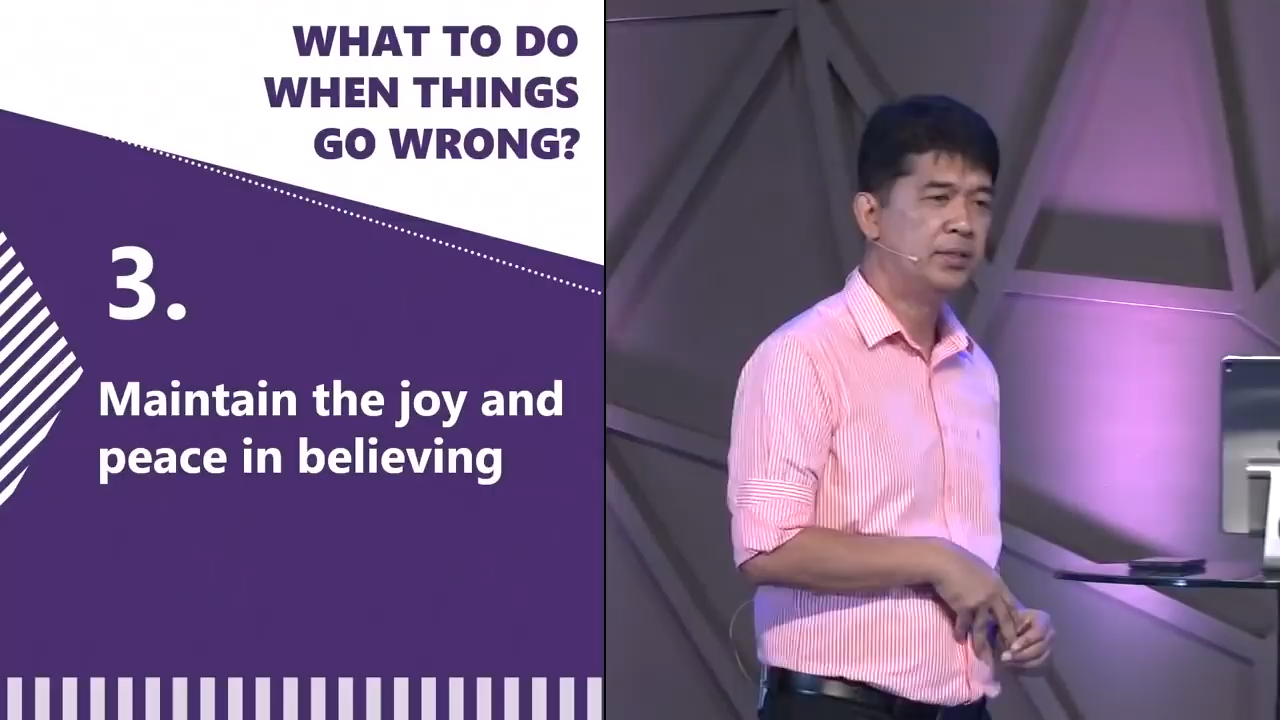 WHAT TO DO
WHEN THINGS
GO WRONG?
3.
Maintain the joy and
peace in believing